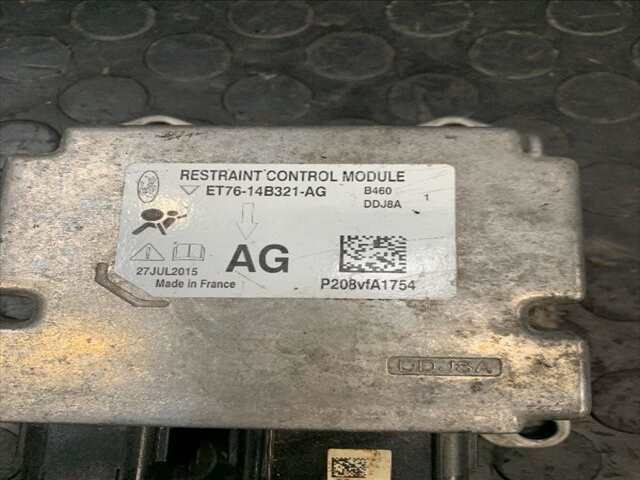 RESTRAINT CONTROL MODULE
ET76-14B321-AG
B460
DDJ8A
1
AG
27JUL2015
Made in France
P208vfA1754
DDJ8A